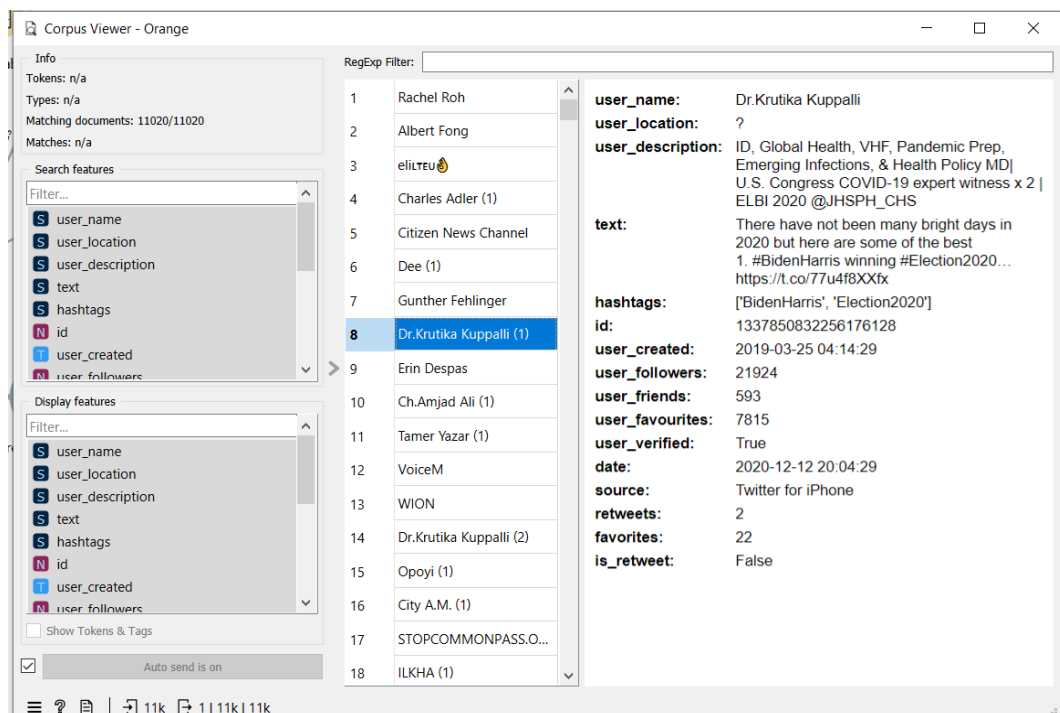 Corpus Viewer - Orange
Info
Tokens: n/a
Types: n/a
Matching documents: 11020/11020
Matches: n/a
Search features
Filter...
S user_name
S user_location
S user_description
S text
S hashtags
N id
T user_created
N user_followers
Display features
Filter...
S user_name
S user_location
S user_description
S text
S hashtags
N id
T user_created
N user_followers
Show Tokens & Tags
Auto send is on
11k 1 | 11k | 11k
RegExp Filter:
1 Rachel Roh
2 Albert Fong
3 eliʟᴛᴇᴜ👌
4 Charles Adler (1)
5 Citizen News Channel
6 Dee (1)
7 Gunther Fehlinger
8 Dr.Krutika Kuppalli (1)
9 Erin Despas
10 Ch.Amjad Ali (1)
11 Tamer Yazar (1)
12 VoiceM
13 WION
14 Dr.Krutika Kuppalli (2)
15 Opoyi (1)
16 City A.M. (1)
17 STOPCOMMONPASS.O...
18 ILKHA (1)
user_name: Dr.Krutika Kuppalli
user_location: ?
user_description: ID, Global Health, VHF, Pandemic Prep,
Emerging Infections, & Health Policy MD|
U.S. Congress COVID-19 expert witness x 2 |
ELBI 2020 @JHSPH_CHS
text: There have not been many bright days in
2020 but here are some of the best
1. #BidenHarris winning #Election2020…
https://t.co/77u4f8XXfx
hashtags: ['BidenHarris', 'Election2020']
id: 1337850832256176128
user_created: 2019-03-25 04:14:29
user_followers: 21924
user_friends: 593
user_favourites: 7815
user_verified: True
date: 2020-12-12 20:04:29
source: Twitter for iPhone
retweets: 2
favorites: 22
is_retweet: False